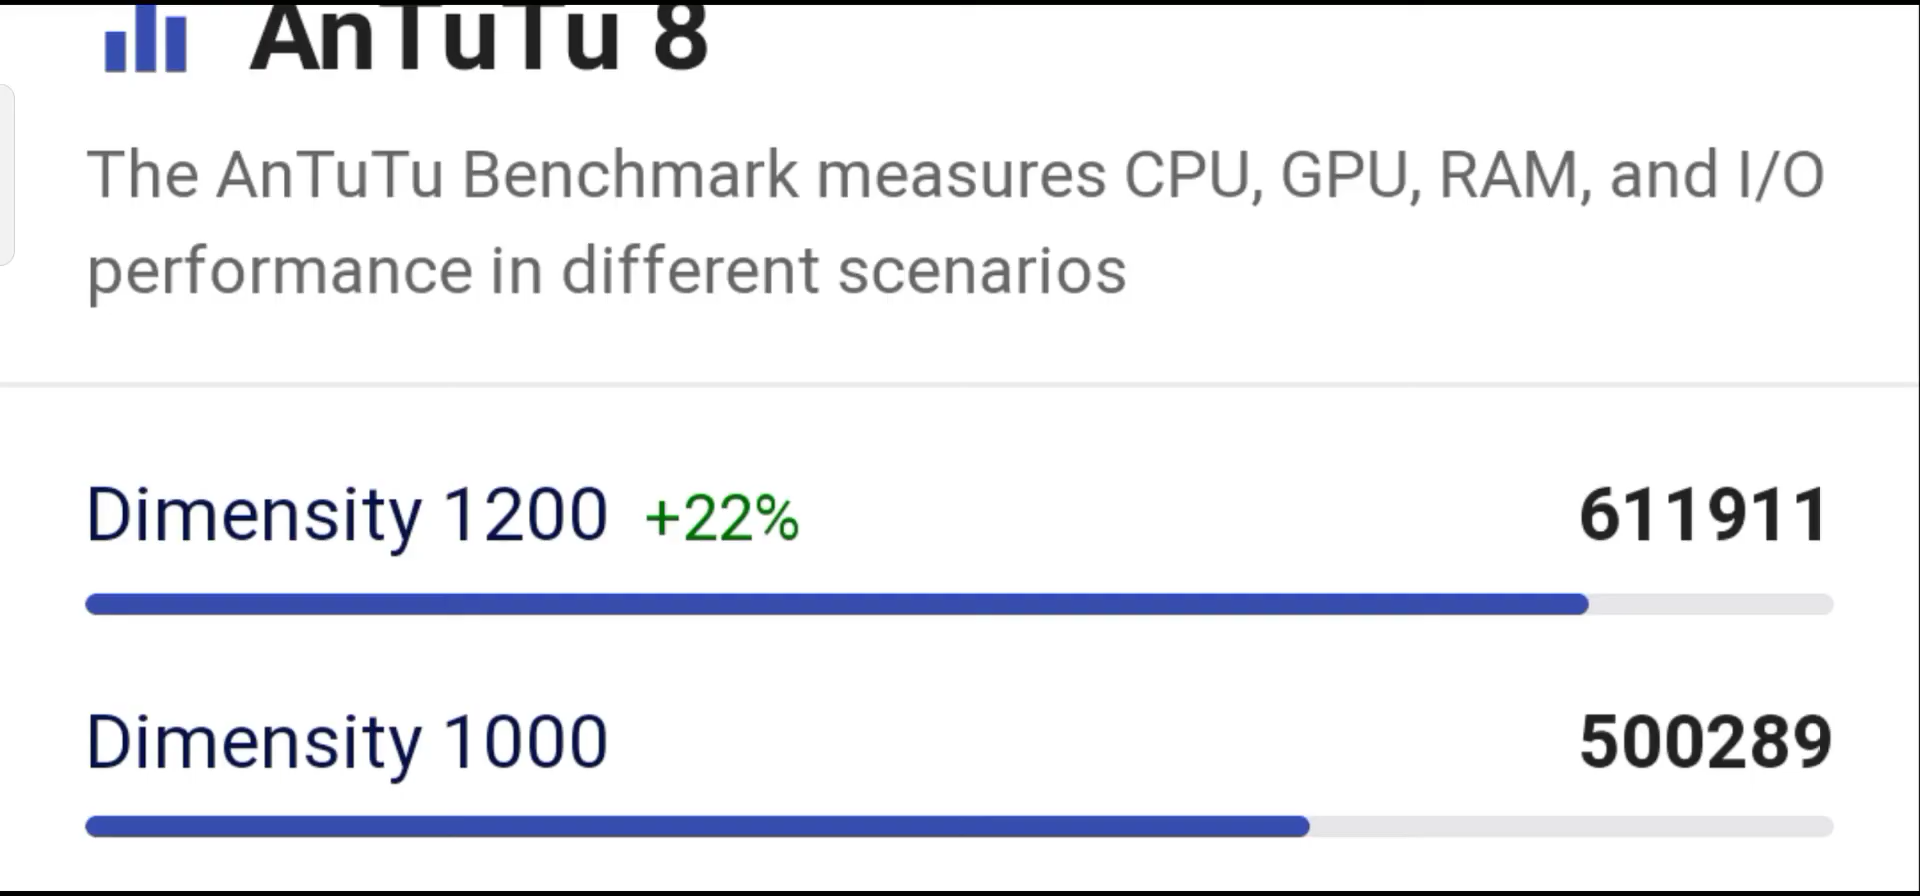 AnTuTu 8
The AnTuTu Benchmark measures CPU, GPU, RAM, and I/O
performance in different scenarios
Dimensity 1200 +22% 611911
Dimensity 1000 500289